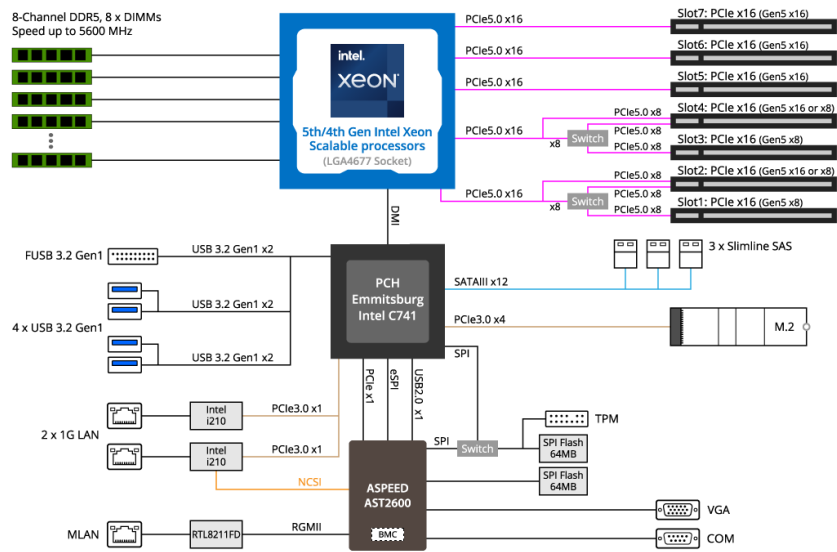 8-Channel DDR5, 8 x DIMMs
Speed up to 5600 MHz
intel.
xeon
5th/4th Gen Intel Xeon
Scalable processors
(LGA4677 Socket)
PCIe5.0 x16
Slot7: PCIe x16 (Gen5 x16)
PCIe5.0 x16
Slot6: PCIe x16 (Gen5 x16)
PCIe5.0 x16
Slot5: PCIe x16 (Gen5 x16)
PCIe5.0 x16
x8
Switch
PCIe5.0 x8
PCIe5.0 x8
PCIe5.0 x8
Slot4: PCIe x16 (Gen5 x16 or x8)
Slot3: PCIe x16 (Gen5 x8)
PCIe5.0 x16
x8
Switch
PCIe5.0 x8
PCIe5.0 x8
PCIe5.0 x8
Slot2: PCIe x16 (Gen5 x16 or x8)
Slot1: PCIe x16 (Gen5 x8)
DMI
FUSB 3.2 Gen1
USB 3.2 Gen1 x2
USB 3.2 Gen1 x2
4 x USB 3.2 Gen1
USB 3.2 Gen1 x2
PCH
Emmitsburg
Intel C741
SATAIII x12
3 x Slimline SAS
PCIe3.0 x4
M.2
SPI
PCIe x1
eSPI
USB2.0 x1
2 x 1G LAN
Intel
i210
PCIe3.0 x1
Intel
i210
PCIe3.0 x1
NCSI
MLAN
RTL8211FD
RGMII
ASPEED
AST2600
BMC
SPI
Switch
TPM
SPI Flash
64MB
SPI Flash
64MB
VGA
COM